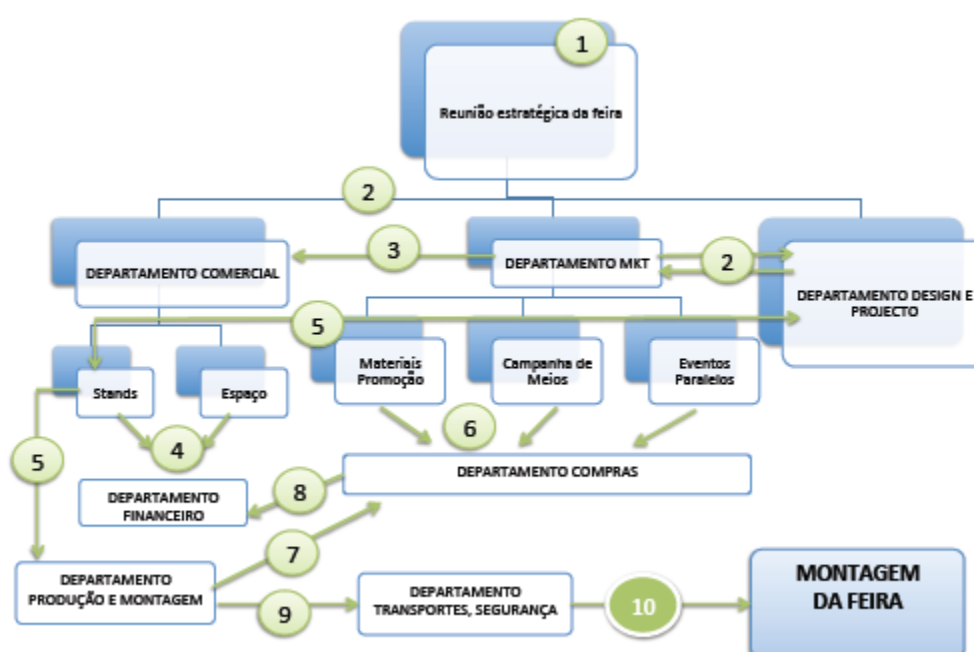 1
Reunião estratégica da feira
2
3
2
DEPARTAMENTO COMERCIAL
DEPARTAMENTO MKT
DEPARTAMENTO DESIGN E
PROJECTO
5
Stands
Espaço
Materiais
Promoção
Campanha de
Meios
Eventos
Paralelos
4
6
5
DEPARTAMENTO COMPRAS
8
DEPARTAMENTO
FINANCEIRO
7
DEPARTAMENTO
PRODUÇÃO E MONTAGEM
9
DEPARTAMENTO
TRANSPORTES, SEGURANÇA
10
MONTAGEM
DA FEIRA